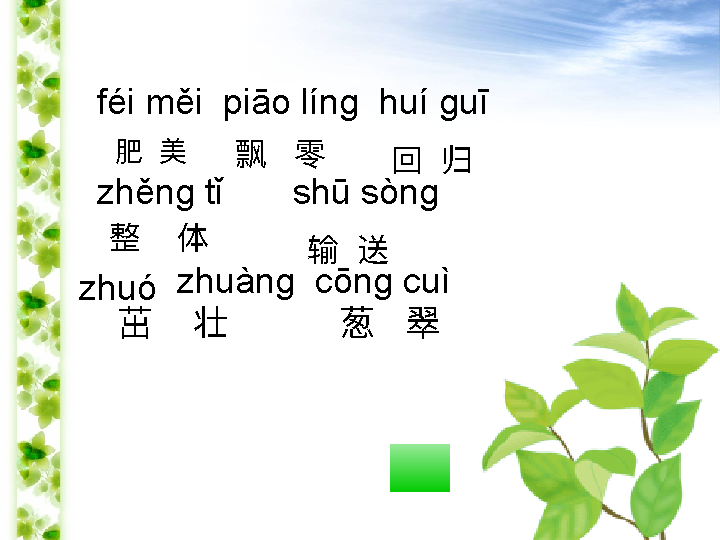 féi měi piāo líng huí guī
肥 美 飘 零 回 归
zhěng tǐ shū sòng
整 体 输 送
zhuó zhuàng cōng cuì
茁 壮 葱 翠